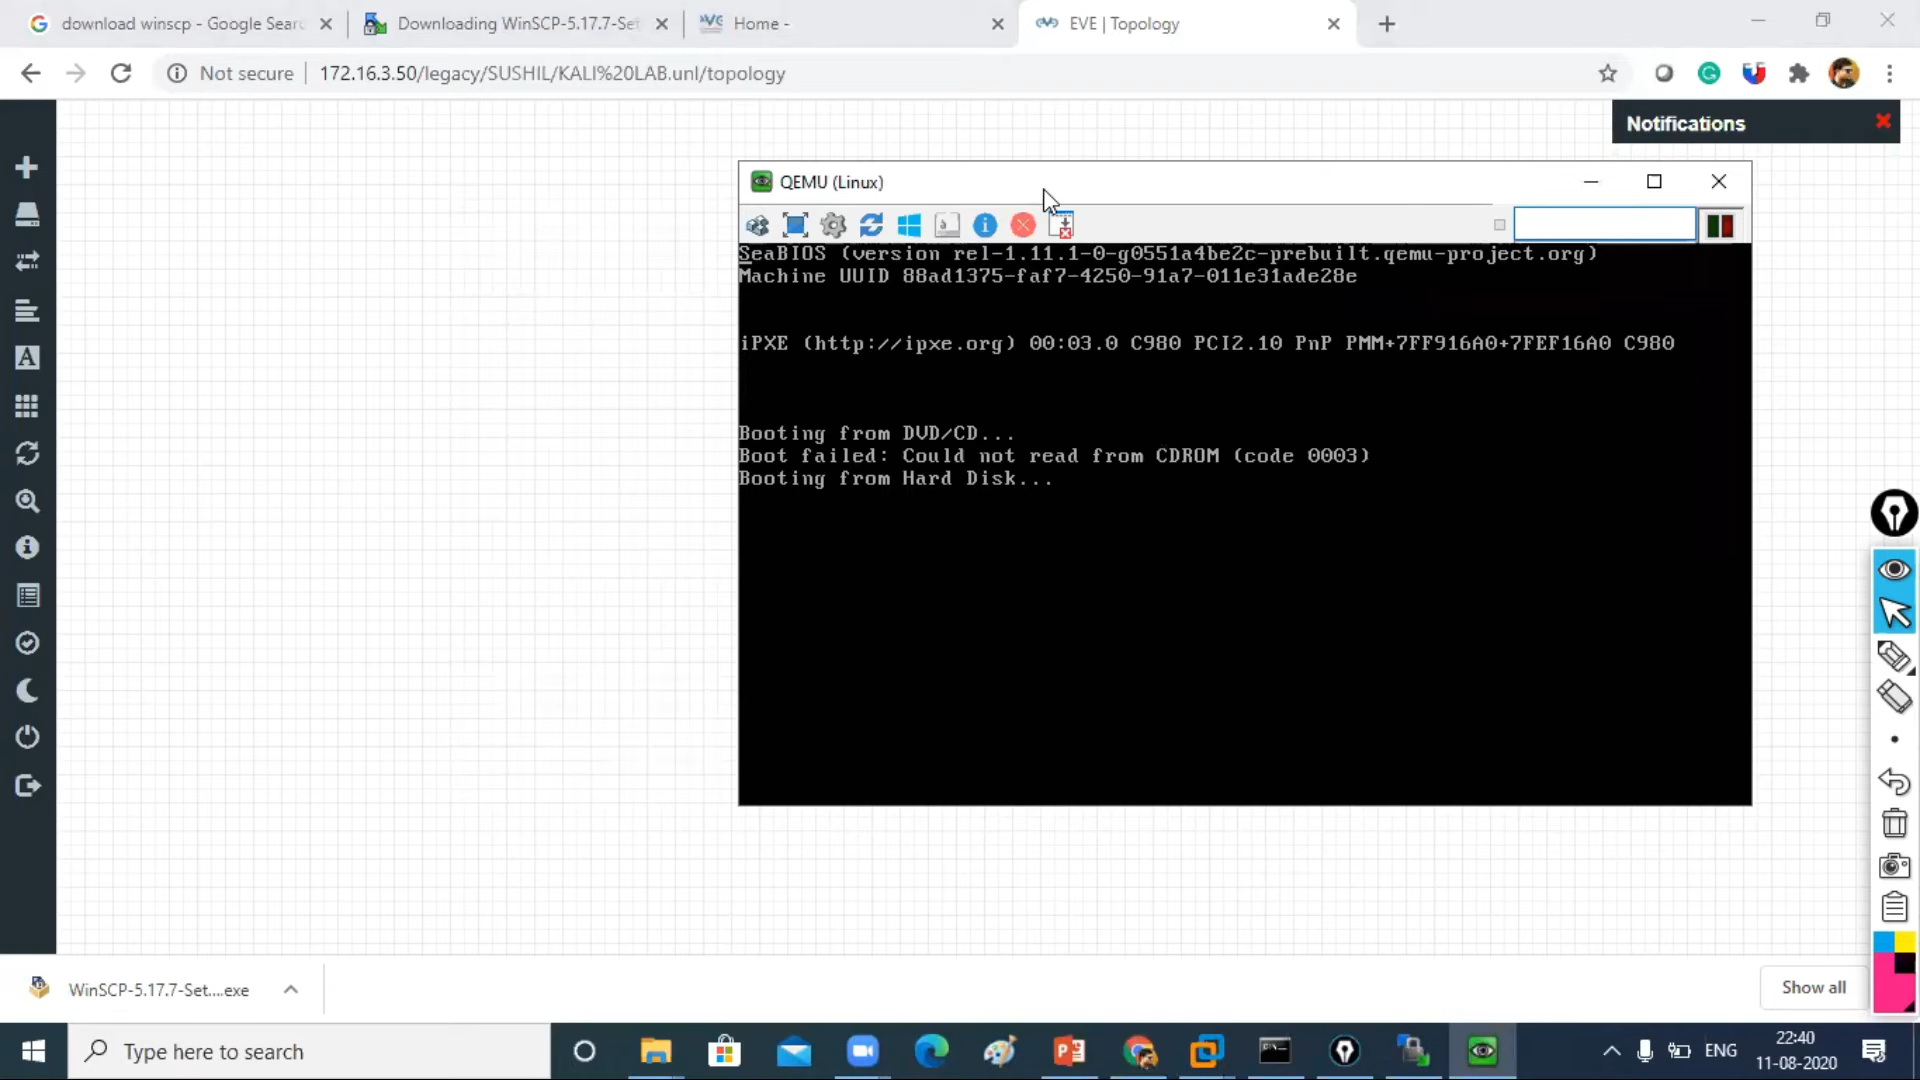 download winscp - Google Searc
Downloading WinSCP-5.17.7-Set
Home -
EVE | Topology
Not secure
172.16.3.50/legacy/SUSHIL/KALI%20LAB.unl/topology
Notifications
QEMU (Linux)
SeaBIOS (version rel-1.11.1-0-g0551a4be2c-prebuilt.qemu-project.org)
Machine UUID 88ad1375-faf7-4250-91a7-011e31ade28e
iPXE (http://ipxe.org) 00:03.0 C980 PCI2.10 PnP PMM+7FF916A0+7FEF16A0 C980
Booting from DVD/CD...
Boot failed: Could not read from CDROM (code 0003)
Booting from Hard Disk...
WinSCP-5.17.7-Set....exe
Show all
Type here to search
ENG
22:40
11-08-2020